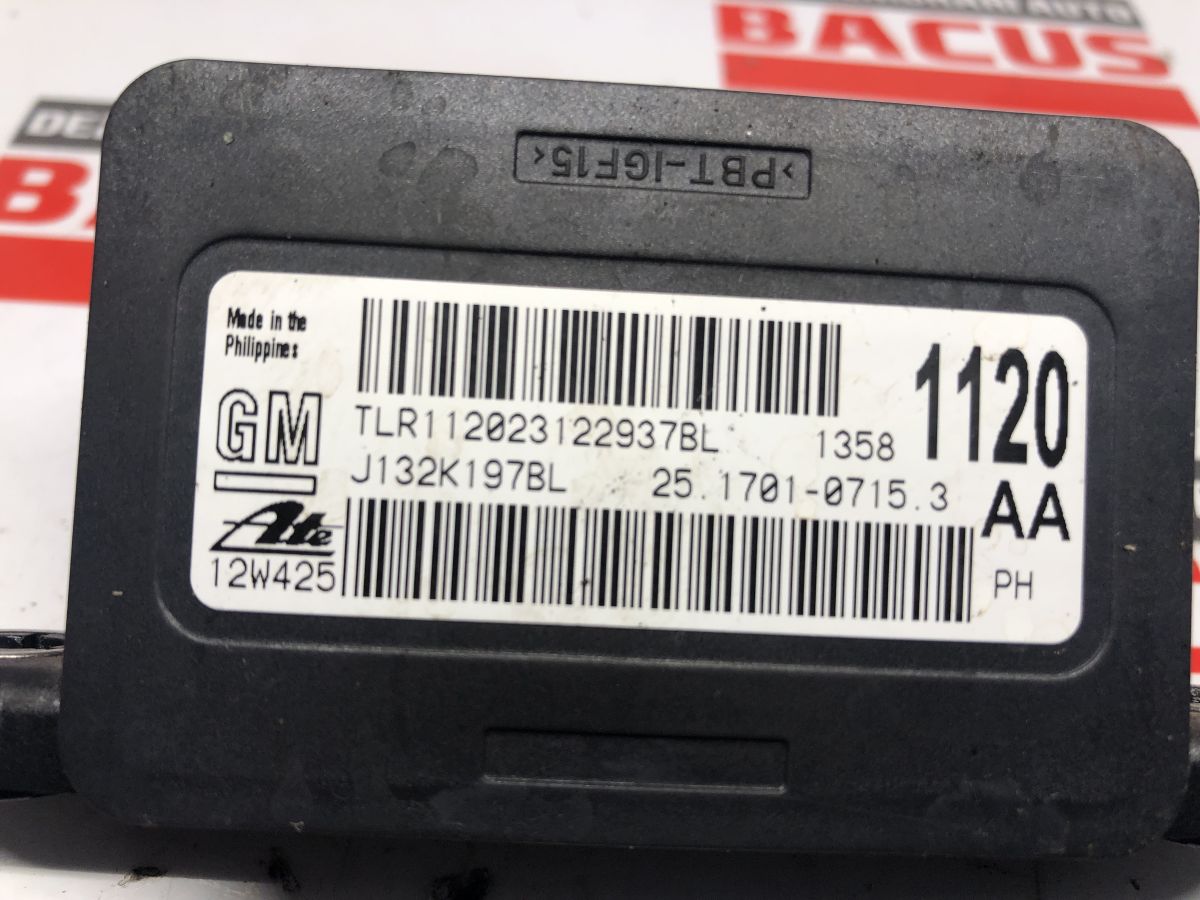 BACUS
>PBT-IGF15<
Made in the
Philippines
GM
TLR112023122937BL 1358
1120
J132K197BL 25.1701-0715.3
AA
Ate
12W425
PH